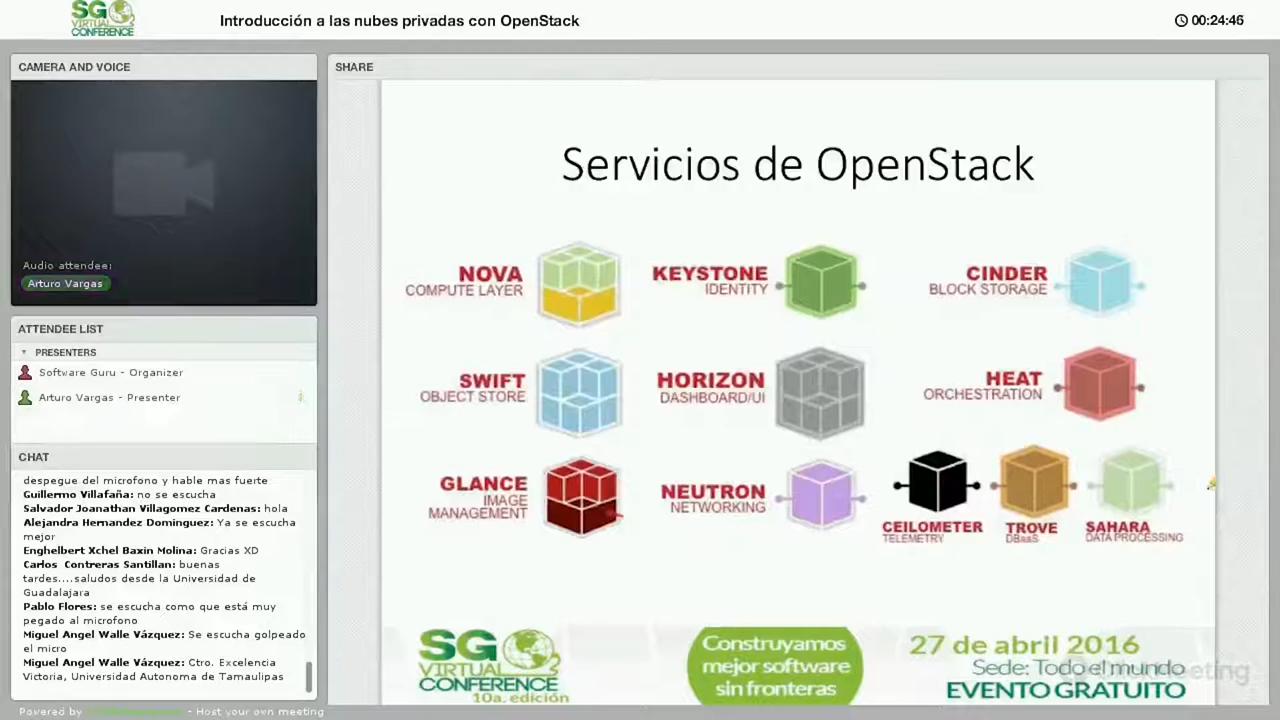 SG
VIRTUAL
CONFERENCE
Introducción a las nubes privadas con OpenStack
00:24:46
CAMERA AND VOICE
Audio attendee:
Arturo Vargas
ATTENDEE LIST
PRESENTERS
Software Guru - Organizer
Arturo Vargas - Presenter
CHAT
despegue del microfono y hable mas fuerte
Guillermo Villafaña: no se escucha
Salvador Joanathan Villagomez Cardenas: hola
Alejandra Hernandez Dominguez: Ya se escucha
mejor
Enghelbert Xchel Baxin Molina: Gracias XD
Carlos Contreras Santillan: buenas
tardes....saludos desde la Universidad de
Guadalajara
Pablo Flores: se escucha como que está muy
pegado al microfono
Miguel Angel Walle Vázquez: Se escucha golpeado
el micro
Miguel Angel Walle Vázquez: Ctro. Excelencia
Victoria, Universidad Autonoma de Tamaulipas
Powered by - Host your own meeting
SHARE
Servicios de OpenStack
NOVA
COMPUTE LAYER
KEYSTONE
IDENTITY
CINDER
BLOCK STORAGE
SWIFT
OBJECT STORE
HORIZON
DASHBOARD/UI
HEAT
ORCHESTRATION
GLANCE
IMAGE
MANAGEMENT
NEUTRON
NETWORKING
CEILOMETER
TELEMETRY
TROVE
DBaaS
SAHARA
DATA PROCESSING
SG
VIRTUAL
CONFERENCE
10a. edición
Construyamos
mejor software
sin fronteras
27 de abril 2016
Sede: Todo el mundo
EVENTO GRATUITO